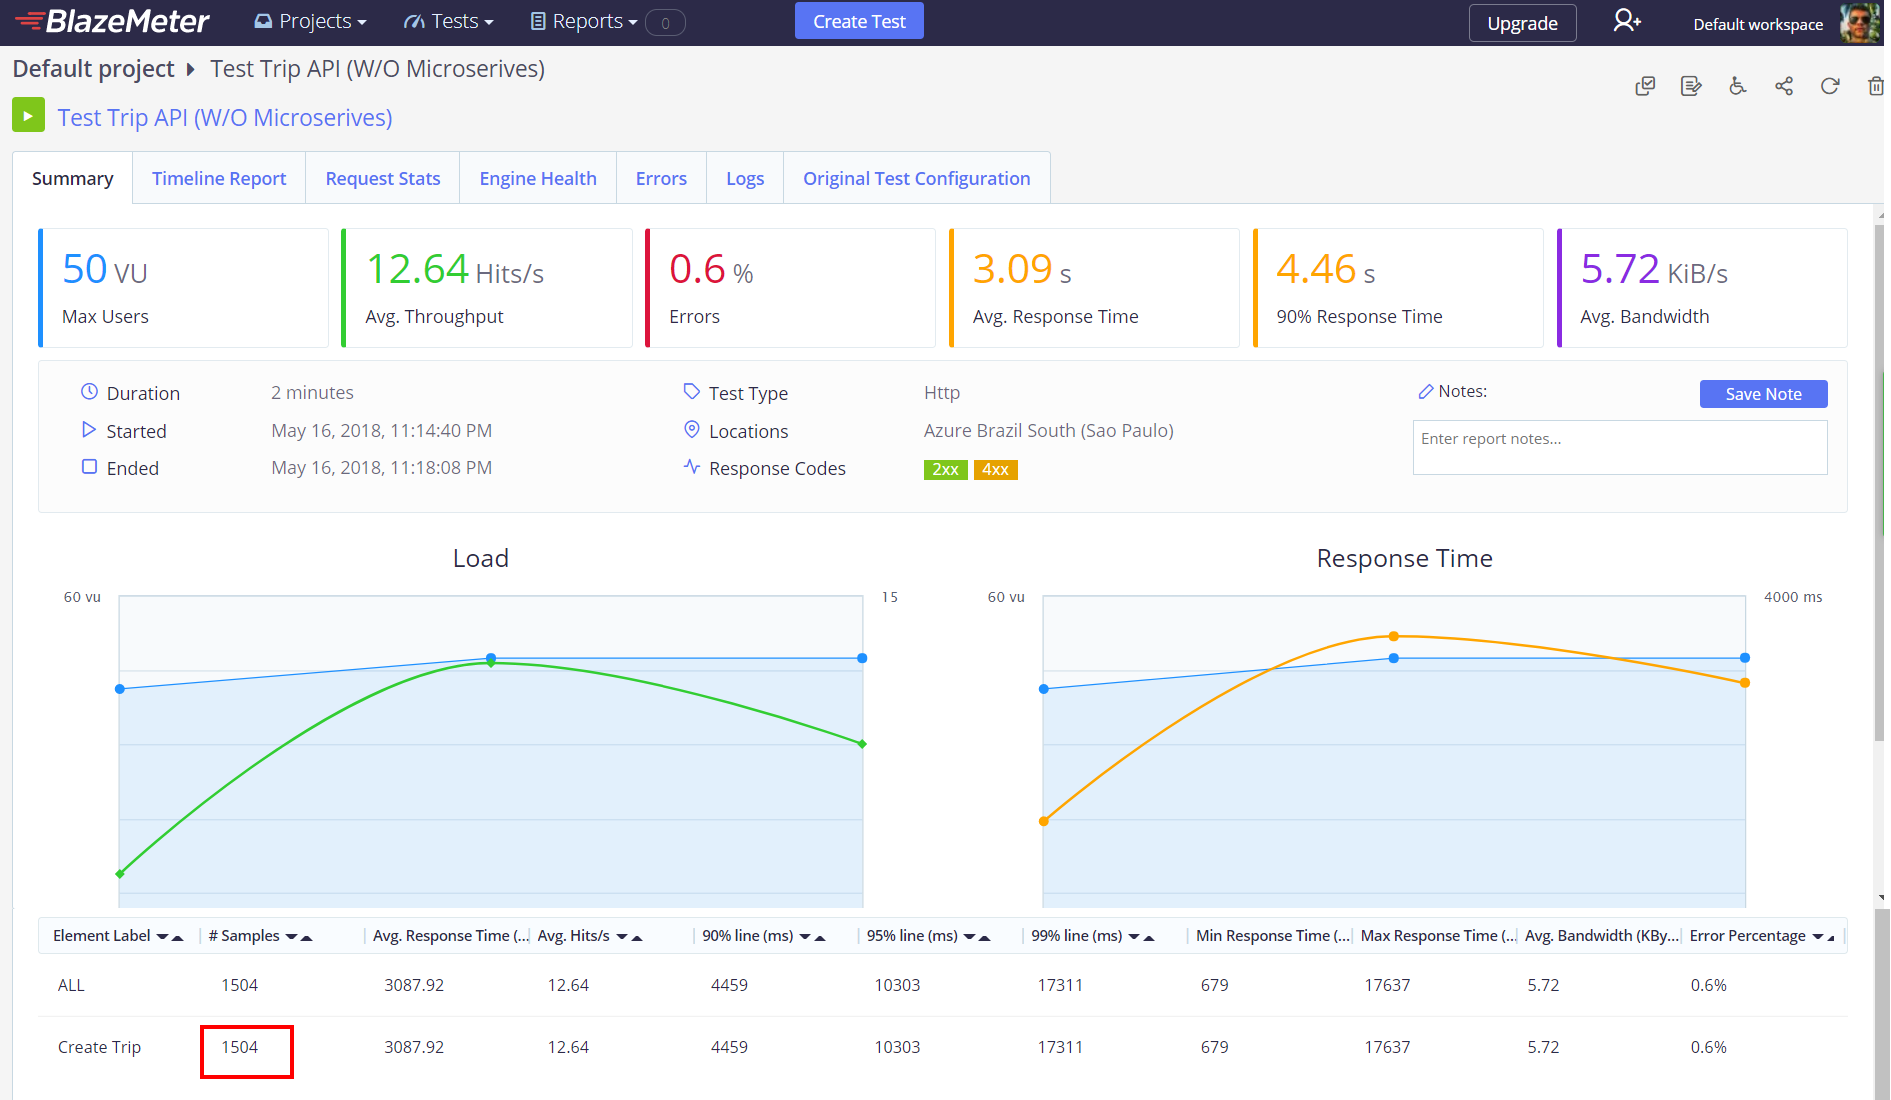 BlazeMeter Projects Tests Reports 0 Create Test Upgrade Default workspace
Default project Test Trip API (W/O Microserives)
Test Trip API (W/O Microserives)
Summary Timeline Report Request Stats Engine Health Errors Logs Original Test Configuration
50 VU 12.64 Hits/s 0.6 % 3.09 s 4.46 s 5.72 KiB/s
Max Users Avg. Throughput Errors Avg. Response Time 90% Response Time Avg. Bandwidth
Duration 2 minutes Test Type Http Notes: Save Note
Started May 16, 2018, 11:14:40 PM Locations Azure Brazil South (Sao Paulo) Enter report notes...
Ended May 16, 2018, 11:18:08 PM Response Codes 2xx 4xx
Load Response Time
60 vu 15 60 vu 4000 ms
Element Label # Samples Avg. Response Time (... Avg. Hits/s 90% line (ms) 95% line (ms) 99% line (ms) Min Response Time (... Max Response Time (... Avg. Bandwidth (KBy... Error Percentage
ALL 1504 3087.92 12.64 4459 10303 17311 679 17637 5.72 0.6%
Create Trip 1504 3087.92 12.64 4459 10303 17311 679 17637 5.72 0.6%